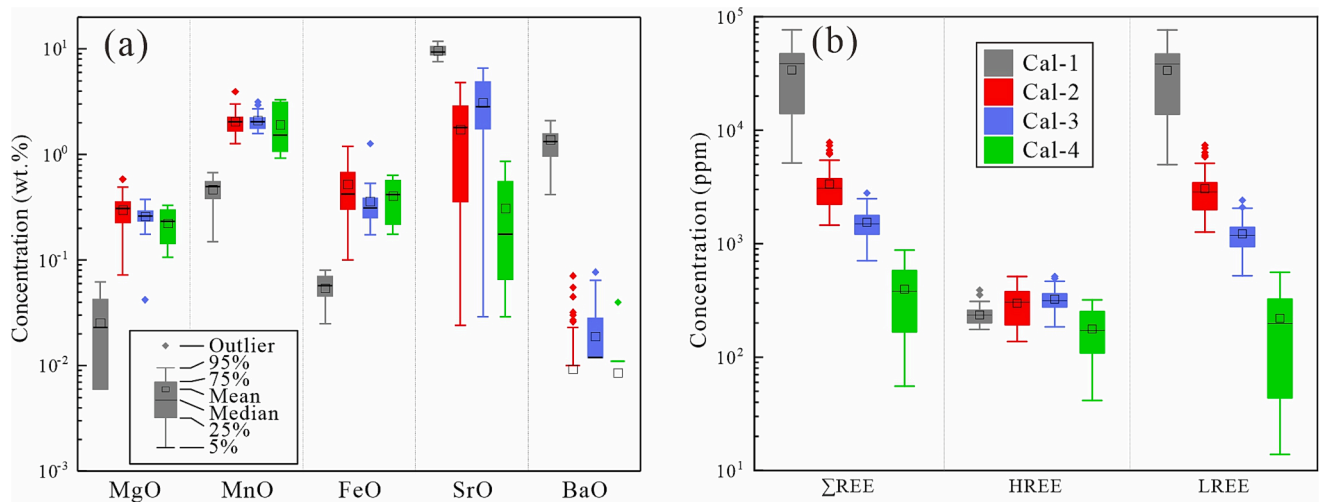 (a)
Concentration (wt.%)
10¹
10⁰
10⁻¹
10⁻²
10⁻³
Outlier
95%
75%
Mean
Median
25%
5%
MgO MnO FeO SrO BaO
(b)
Concentration (ppm)
10⁵
10⁴
10³
10²
10¹
Cal-1
Cal-2
Cal-3
Cal-4
∑REE HREE LREE